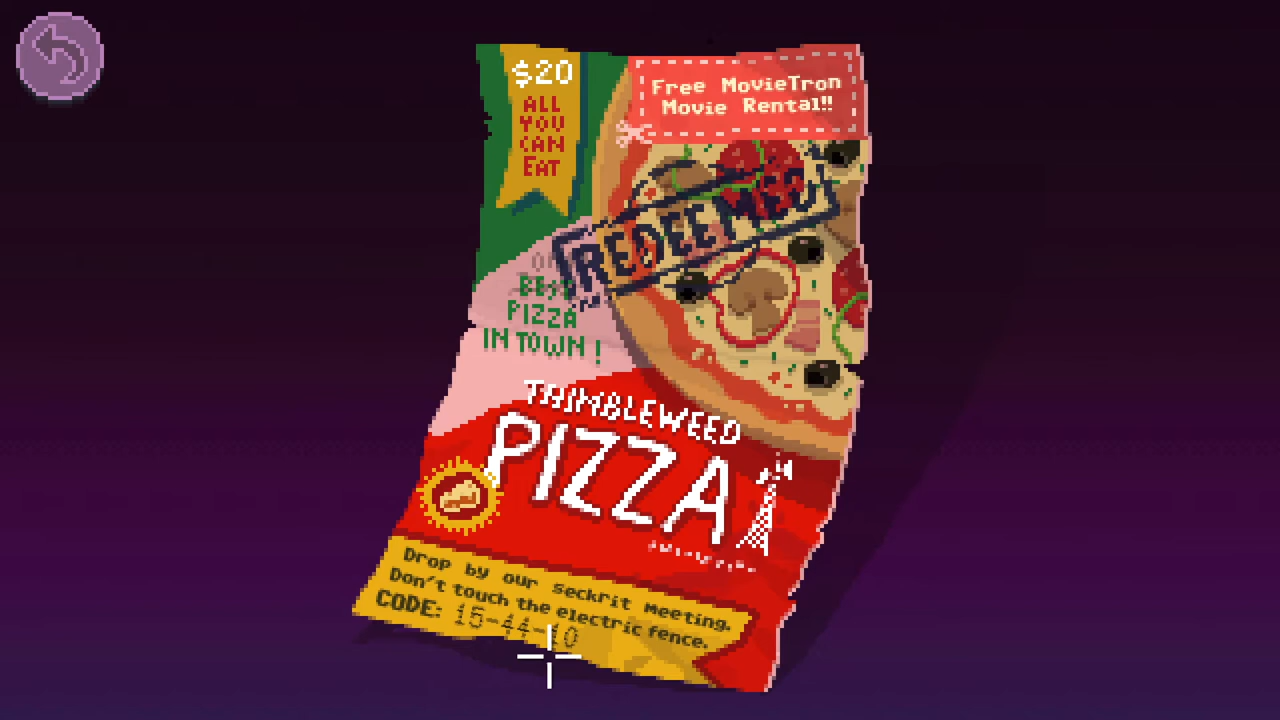 $20
ALL
YOU
CAN
EAT
Free MovieTron
Movie Rental!!
REDEEMED
BEST
PIZZA
IN TOWN!
THIMBLEWEED
PIZZA
Drop by our seckrit meeting.
Don't touch the electric fence.
CODE: 15-44-10